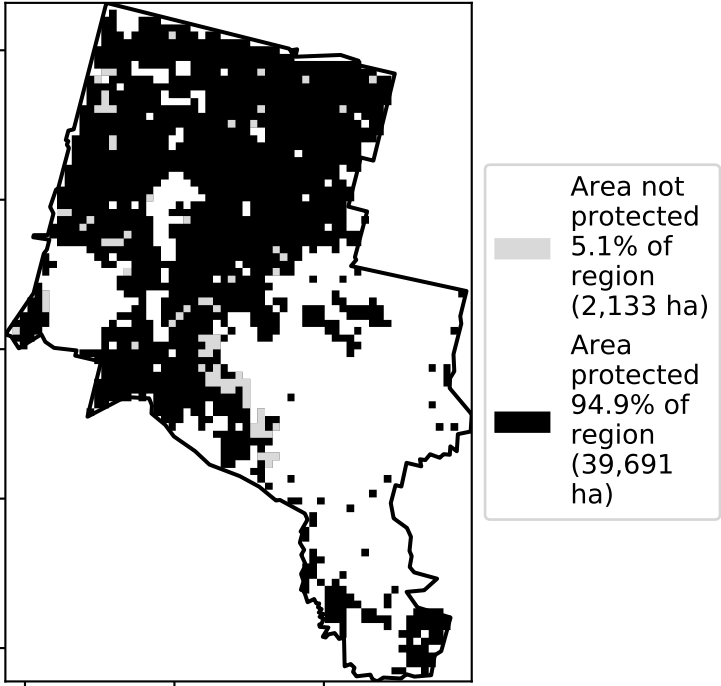 Area not
protected
5.1% of
region
(2,133 ha)
Area
protected
94.9% of
region
(39,691
ha)